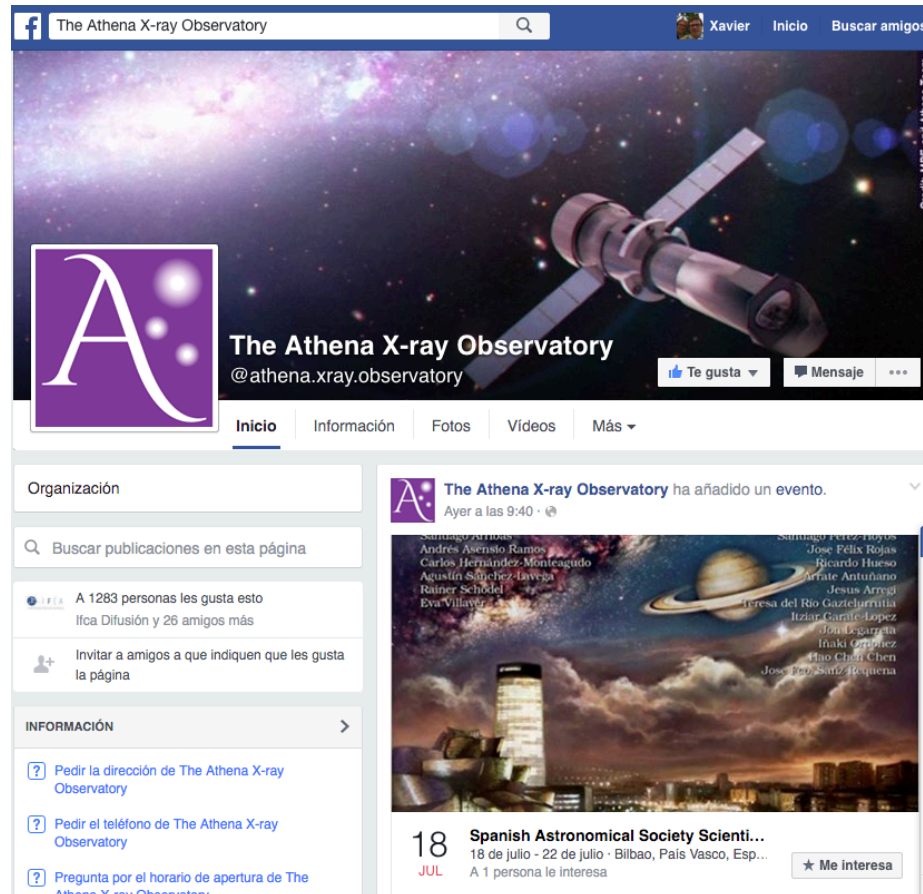 The Athena X-ray Observatory
Xavier
Inicio
Buscar amigos
The Athena X-ray Observatory
@athena.xray.observatory
Te gusta
Mensaje
Inicio
Información
Fotos
Vídeos
Más
Organización
Buscar publicaciones en esta página
A 1283 personas les gusta esto
Ifca Difusión y 26 amigos más
Invitar a amigos a que indiquen que les gusta
la página
INFORMACIÓN
Pedir la dirección de The Athena X-ray
Observatory
Pedir el teléfono de The Athena X-ray
Observatory
Pregunta por el horario de apertura de The
Athena X-ray Observatory
The Athena X-ray Observatory ha añadido un evento.
Ayer a las 9:40
Santiago Arribas
Andrés Asensio Ramos
Carlos Hernández-Monteagudo
Agustín Sánchez-Lavega
Rainer Schödel
Eva Villaver
Santiago Pérez-Hoyos
Jose Félix Rojas
Ricardo Hueso
Arrate Antuñano
Jesus Arregi
Teresa del Río Gaztelurrutia
Itziar Garate-Lopez
Jon Legarreta
Iñaki Ordoñez
Hao Chen Chen
18
JUL
Spanish Astronomical Society Scienti...
18 de julio - 22 de julio · Bilbao, País Vasco, Esp...
A 1 persona le interesa
Me interesa